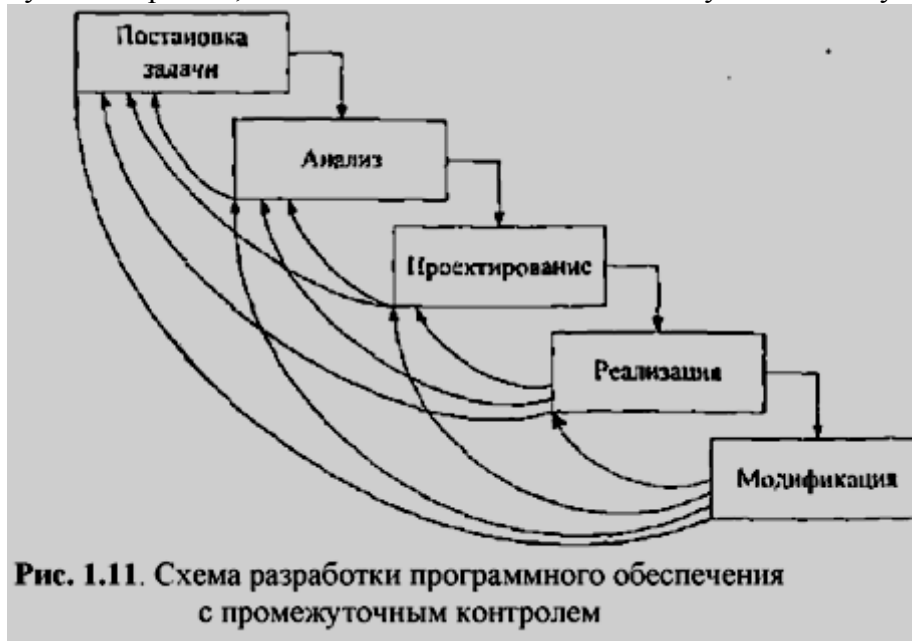 Постановка
задачи
Анализ
Проектирование
Реализация
Модификация
Рис. 1.11. Схема разработки программного обеспечения
с промежуточным контролем